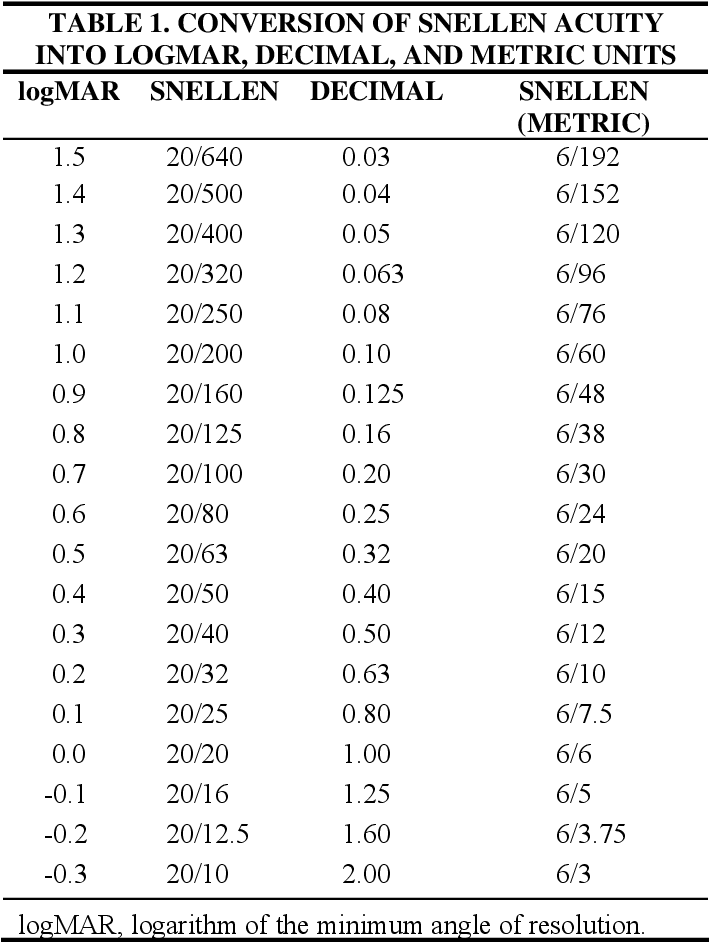 TABLE 1. CONVERSION OF SNELLEN ACUITY
INTO LOGMAR, DECIMAL, AND METRIC UNITS
logMAR SNELLEN DECIMAL SNELLEN
(METRIC)
1.5 20/640 0.03 6/192
1.4 20/500 0.04 6/152
1.3 20/400 0.05 6/120
1.2 20/320 0.063 6/96
1.1 20/250 0.08 6/76
1.0 20/200 0.10 6/60
0.9 20/160 0.125 6/48
0.8 20/125 0.16 6/38
0.7 20/100 0.20 6/30
0.6 20/80 0.25 6/24
0.5 20/63 0.32 6/20
0.4 20/50 0.40 6/15
0.3 20/40 0.50 6/12
0.2 20/32 0.63 6/10
0.1 20/25 0.80 6/7.5
0.0 20/20 1.00 6/6
-0.1 20/16 1.25 6/5
-0.2 20/12.5 1.60 6/3.75
-0.3 20/10 2.00 6/3
logMAR, logarithm of the minimum angle of resolution.